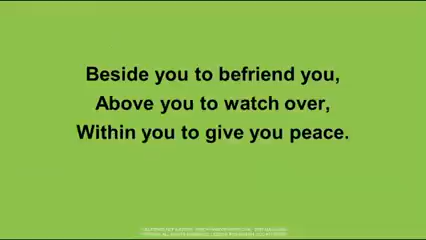 Beside you to befriend you,
Above you to watch over,
Within you to give you peace.